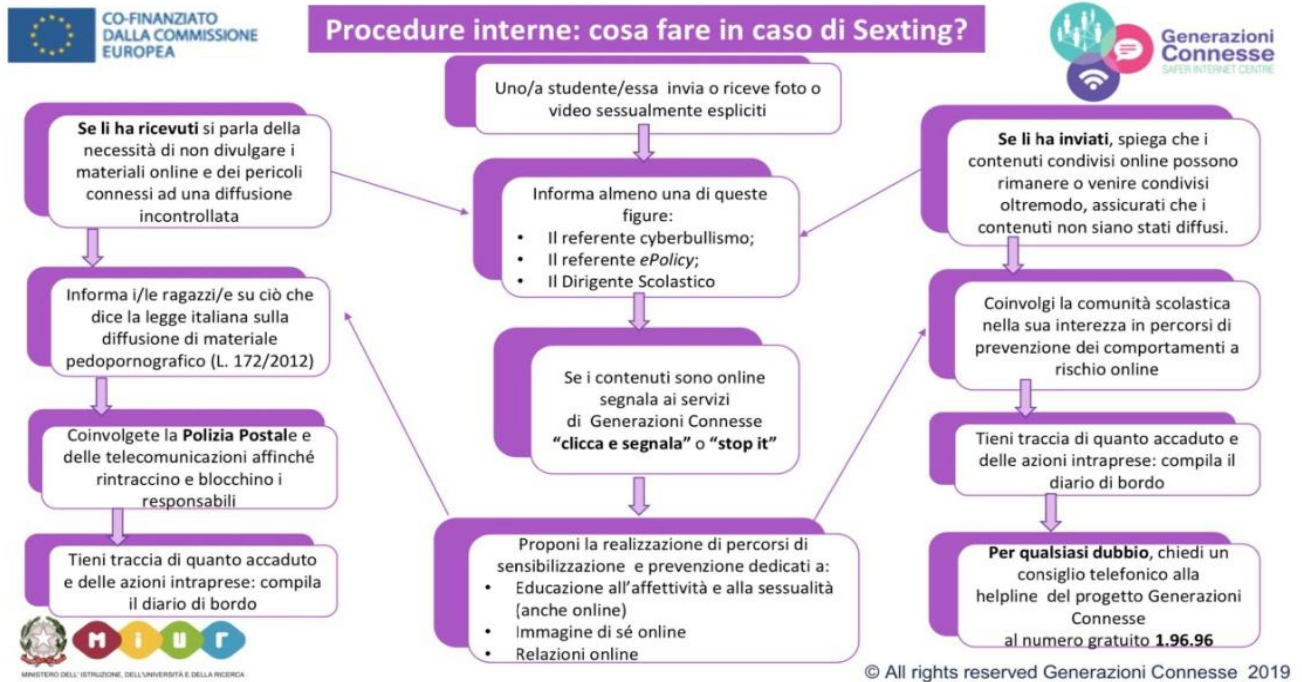 CO-FINANZIATO
DALLA COMMISSIONE
EUROPEA
Procedure interne: cosa fare in caso di Sexting?
Generazioni
Connesse
SAFER INTERNET CENTRE
Uno/a studente/essa invia o riceve foto o
video sessualmente espliciti
Informa almeno una di queste
figure:
• Il referente cyberbullismo;
• Il referente ePolicy;
• Il Dirigente Scolastico
Se i contenuti sono online
segnala ai servizi
di Generazioni Connesse
“clicca e segnala” o “stop it”
Proponi la realizzazione di percorsi di
sensibilizzazione e prevenzione dedicati a:
• Educazione all’affettività e alla sessualità
(anche online)
• Immagine di sé online
• Relazioni online
Se li ha ricevuti si parla della
necessità di non divulgare i
materiali online e dei pericoli
connessi ad una diffusione
incontrollata
Informa i/le ragazzi/e su ciò che
dice la legge italiana sulla
diffusione di materiale
pedopornografico (L. 172/2012)
Coinvolgete la Polizia Postale e
delle telecomunicazioni affinché
rintraccino e blocchino i
responsabili
Tieni traccia di quanto accaduto
e delle azioni intraprese: compila
il diario di bordo
Se li ha inviati, spiega che i
contenuti condivisi online possono
rimanere o venire condivisi
oltremodo, assicurati che i
contenuti non siano stati diffusi.
Coinvolgi la comunità scolastica
nella sua interezza in percorsi di
prevenzione dei comportamenti a
rischio online
Tieni traccia di quanto accaduto e
delle azioni intraprese: compila il
diario di bordo
Per qualsiasi dubbio, chiedi un
consiglio telefonico alla
helpline del progetto Generazioni
Connesse
al numero gratuito 1.96.96
MIUR
MINISTERO DELL'ISTRUZIONE, DELL'UNIVERSITÀ E DELLA RICERCA
© All rights reserved Generazioni Connesse 2019